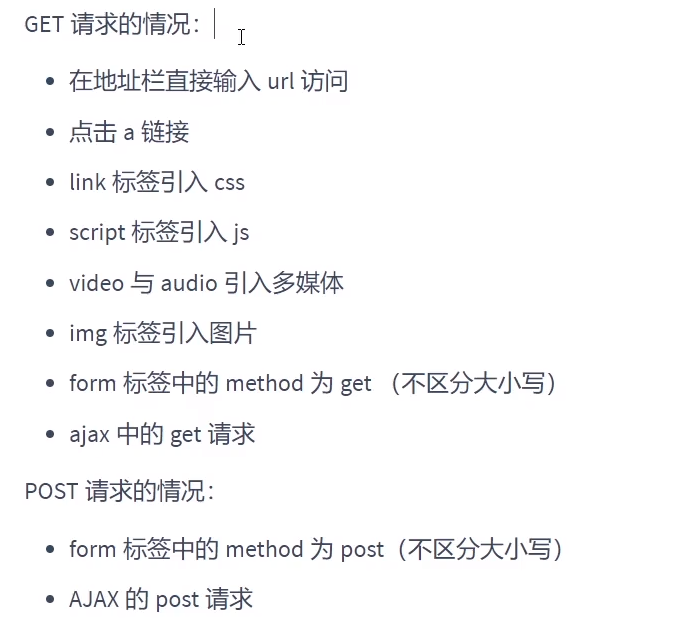 GET 请求的情况：
在地址栏直接输入 url 访问
点击 a 链接
link 标签引入 css
script 标签引入 js
video 与 audio 引入多媒体
img 标签引入图片
form 标签中的 method 为 get （不区分大小写）
ajax 中的 get 请求
POST 请求的情况：
form 标签中的 method 为 post（不区分大小写）
AJAX 的 post 请求